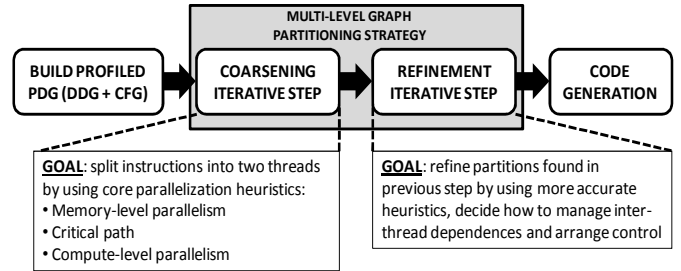 MULTI-LEVEL GRAPH
PARTITIONING STRATEGY
BUILD PROFILED
PDG (DDG + CFG)
COARSENING
ITERATIVE STEP
REFINEMENT
ITERATIVE STEP
CODE
GENERATION
GOAL: split instructions into two threads
by using core parallelization heuristics:
• Memory-level parallelism
• Critical path
• Compute-level parallelism
GOAL: refine partitions found in
previous step by using more accurate
heuristics, decide how to manage inter-
thread dependences and arrange control